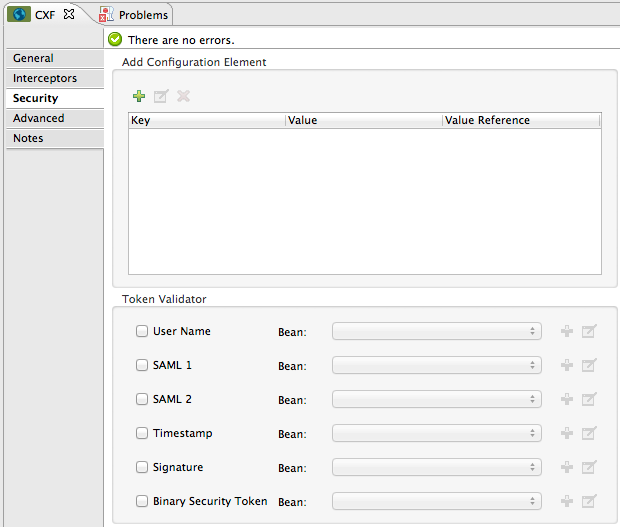 CXF Problems
There are no errors.
General
Interceptors
Security
Advanced
Notes
Add Configuration Element
Key Value Value Reference
Token Validator
User Name Bean:
SAML 1 Bean:
SAML 2 Bean:
Timestamp Bean:
Signature Bean:
Binary Security Token Bean: